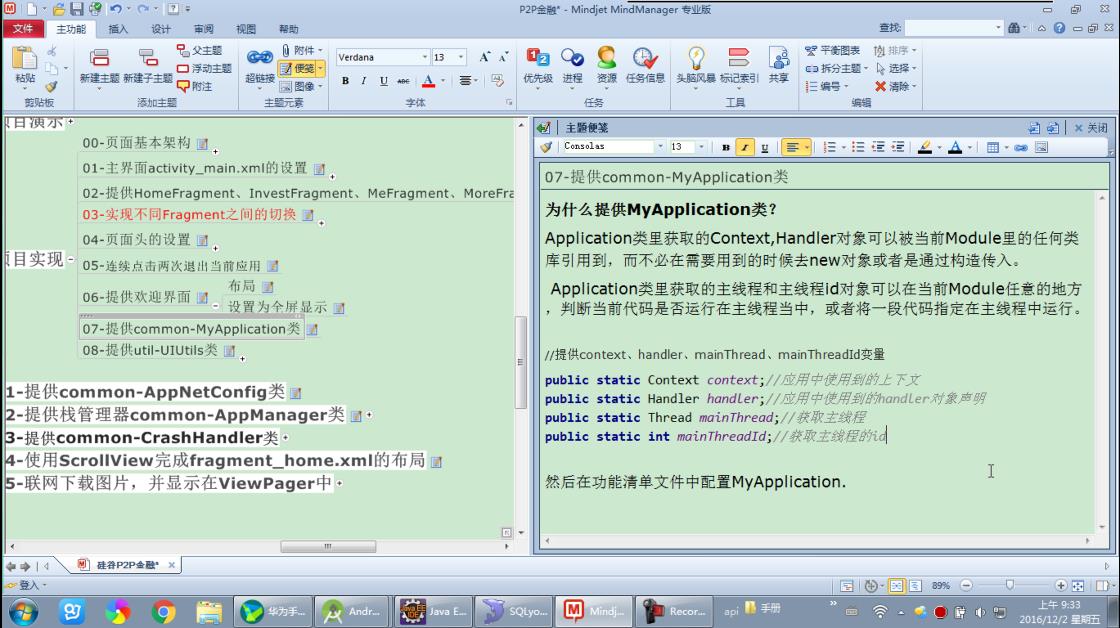 P2P金融* - Mindjet MindManager 专业版
文件 主功能 插入 设计 审阅 视图 帮助 查找:
粘贴 新建主题 新建子主题 父主题 浮动主题 附注 超链接 附件 便笺 图像 Verdana 13 优先级 进程 资源 任务信息 头脑风暴 标记索引 共享 平衡图表 拆分主题 编号 排序 选择 清除
剪贴板 添加主题 主题元素 字体 任务 工具 编辑
00-页面基本架构
01-主界面activity_main.xml的设置
02-提供HomeFragment、InvestFragment、MeFragment、MoreFra
03-实现不同Fragment之间的切换
04-页面头的设置
项目实现
05-连续点击两次退出当前应用
06-提供欢迎界面
布局
设置为全屏显示
07-提供common-MyApplication类
08-提供util-UIUtils类
1-提供common-AppNetConfig类
2-提供栈管理器common-AppManager类
3-提供common-CrashHandler类
4-使用ScrollView完成fragment_home.xml的布局
5-联网下载图片，并显示在ViewPager中
主题便笺 关闭
Consolas 13 B I U
07-提供common-MyApplication类
为什么提供MyApplication类？
Application类里获取的Context,Handler对象可以被当前Module里的任何类
库引用到，而不必在需要用到的时候去new对象或者是通过构造传入。
Application类里获取的主线程和主线程id对象可以在当前Module任意的地方
，判断当前代码是否运行在主线程当中，或者将一段代码指定在主线程中运行。
//提供context、handler、mainThread、mainThreadId变量
public static Context context;//应用中使用到的上下文
public static Handler handler;//应用中使用到的handler对象声明
public static Thread mainThread;//获取主线程
public static int mainThreadId;//获取主线程的id
然后在功能清单文件中配置MyApplication.
硅谷P2P金融*
登入 89%
华为手... Andr... Java E... SQLyo... Mindj... Recor... api 手册
上午 9:33
2016/12/2 星期五